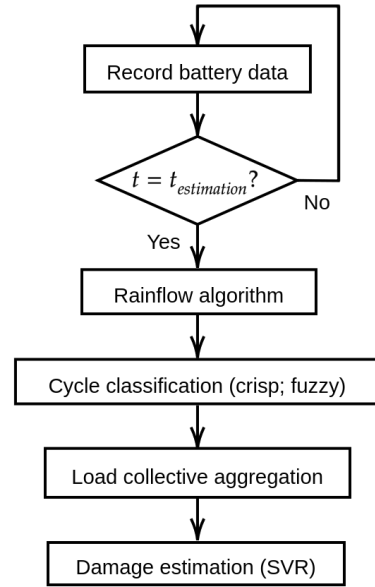 Record battery data
t = t_estimation?
No
Yes
Rainflow algorithm
Cycle classification (crisp; fuzzy)
Load collective aggregation
Damage estimation (SVR)